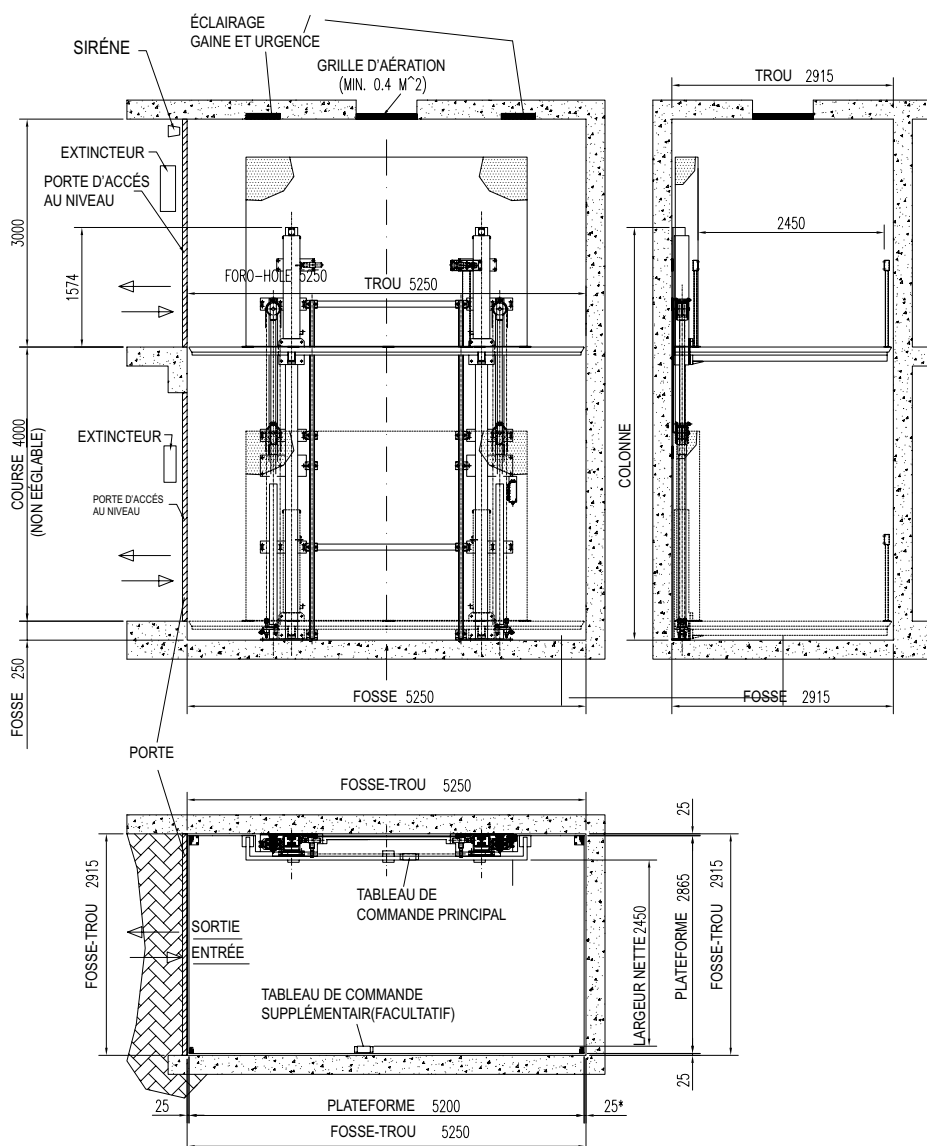 ÉCLAIRAGE
GAINE ET URGENCE
SIRÉNE
GRILLE D'AÉRATION
(MIN. 0.4 M^2)
TROU 2915
EXTINCTEUR
PORTE D'ACCÉS
AU NIVEAU
3000
1574
2450
FORO-HOLE 5250
TROU 5250
COLONNE
COURSE 4000
(NON EÉGLABLE)
EXTINCTEUR
PORTE D'ACCÉS
AU NIVEAU
FOSSE 250
FOSSE 5250
FOSSE 2915
PORTE
FOSSE-TROU 5250
25
FOSSE-TROU 2915
TABLEAU DE
COMMANDE PRINCIPAL
LARGEUR NETTE 2450
PLATEFORME 2865
FOSSE-TROU 2915
SORTIE
ENTRÉE
TABLEAU DE COMMANDE
SUPPLÉMENTAIR(FACULTATIF)
25
25
PLATEFORME 5200
25*
FOSSE-TROU 5250